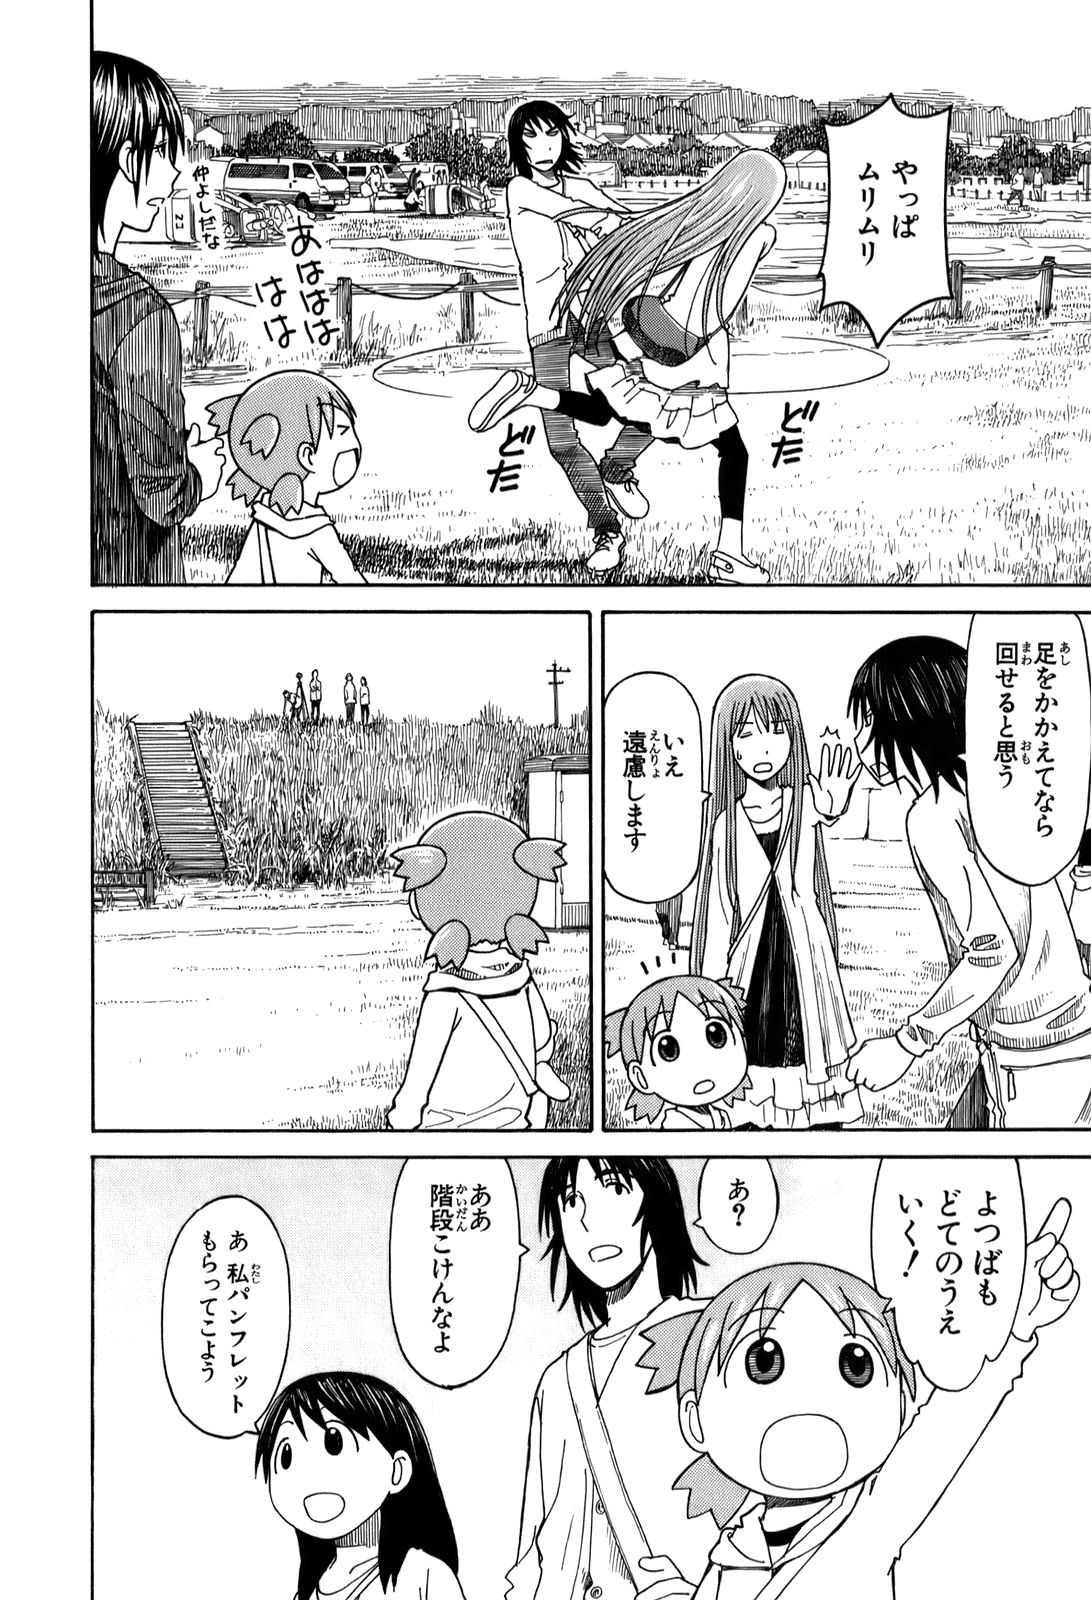 やっぱ
ムリムリ
どた
どた
あははは
はは
仲よしだな
足をかかえてなら
回せると思う
いえ
遠慮します
よつばも
どてのうえ
いく！
あ？
ああ
階段こけんなよ
あ 私パンフレット
もらってこよう